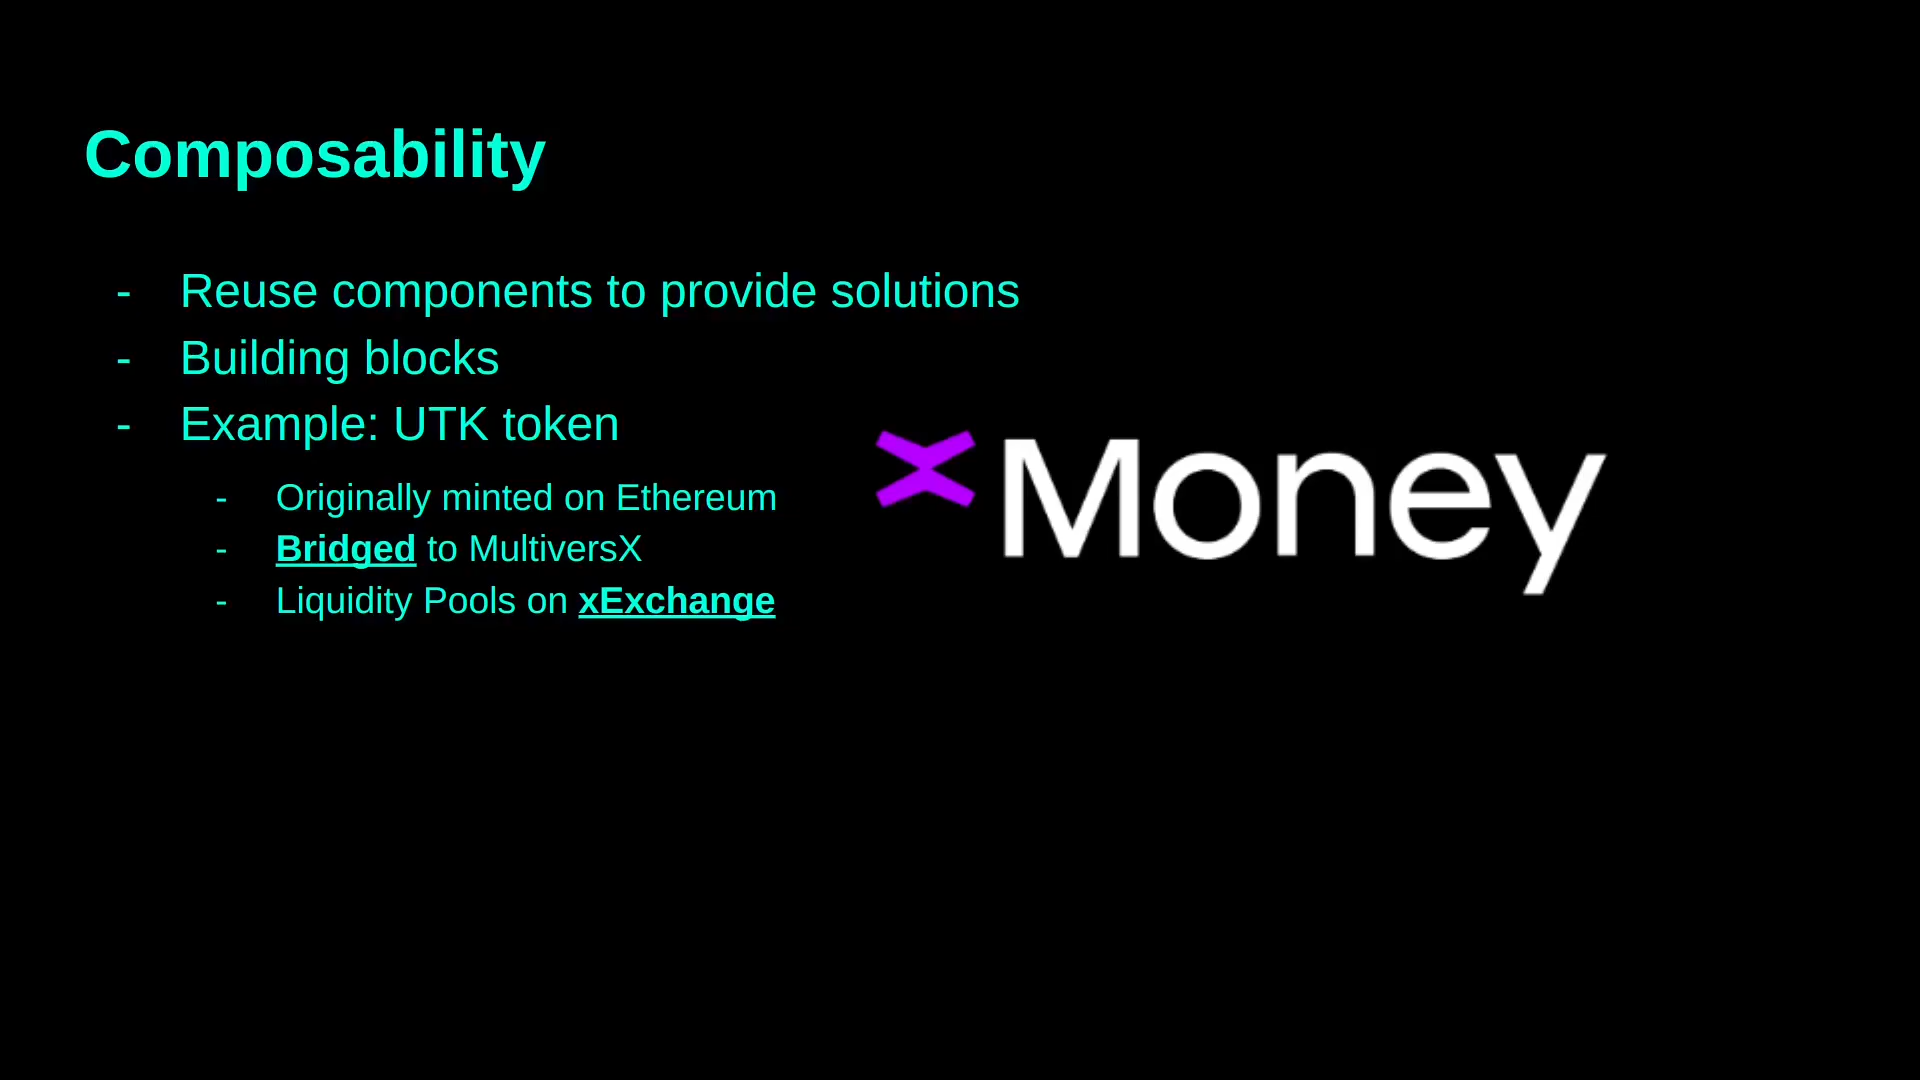 Composability
- Reuse components to provide solutions
- Building blocks
- Example: UTK token
- Originally minted on Ethereum
- Bridged to MultiversX
- Liquidity Pools on xExchange
xMoney